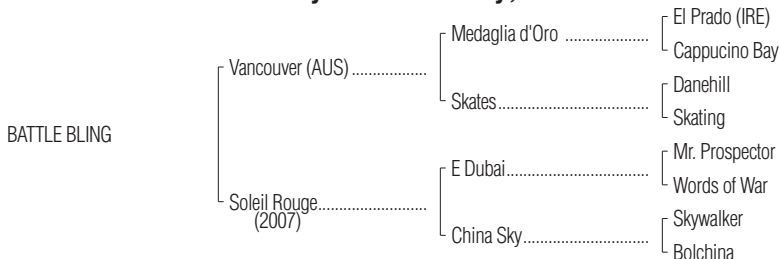 El Prado (IRE)
Medaglia d'Oro ....................
Cappucino Bay
Vancouver (AUS) ..................
Danehill
Skates....................................
Skating
BATTLE BLING
Mr. Prospector
E Dubai..................................
Words of War
Soleil Rouge..........................
(2007)
Skywalker
China Sky..............................
Bolchina